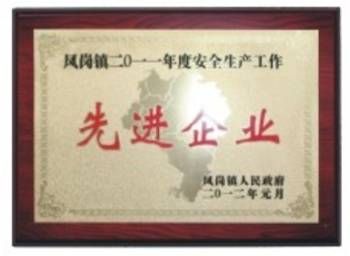 凤岗镇二〇一一年度安全生产工作
先进企业
凤岗镇人民政府
二〇一二年元月